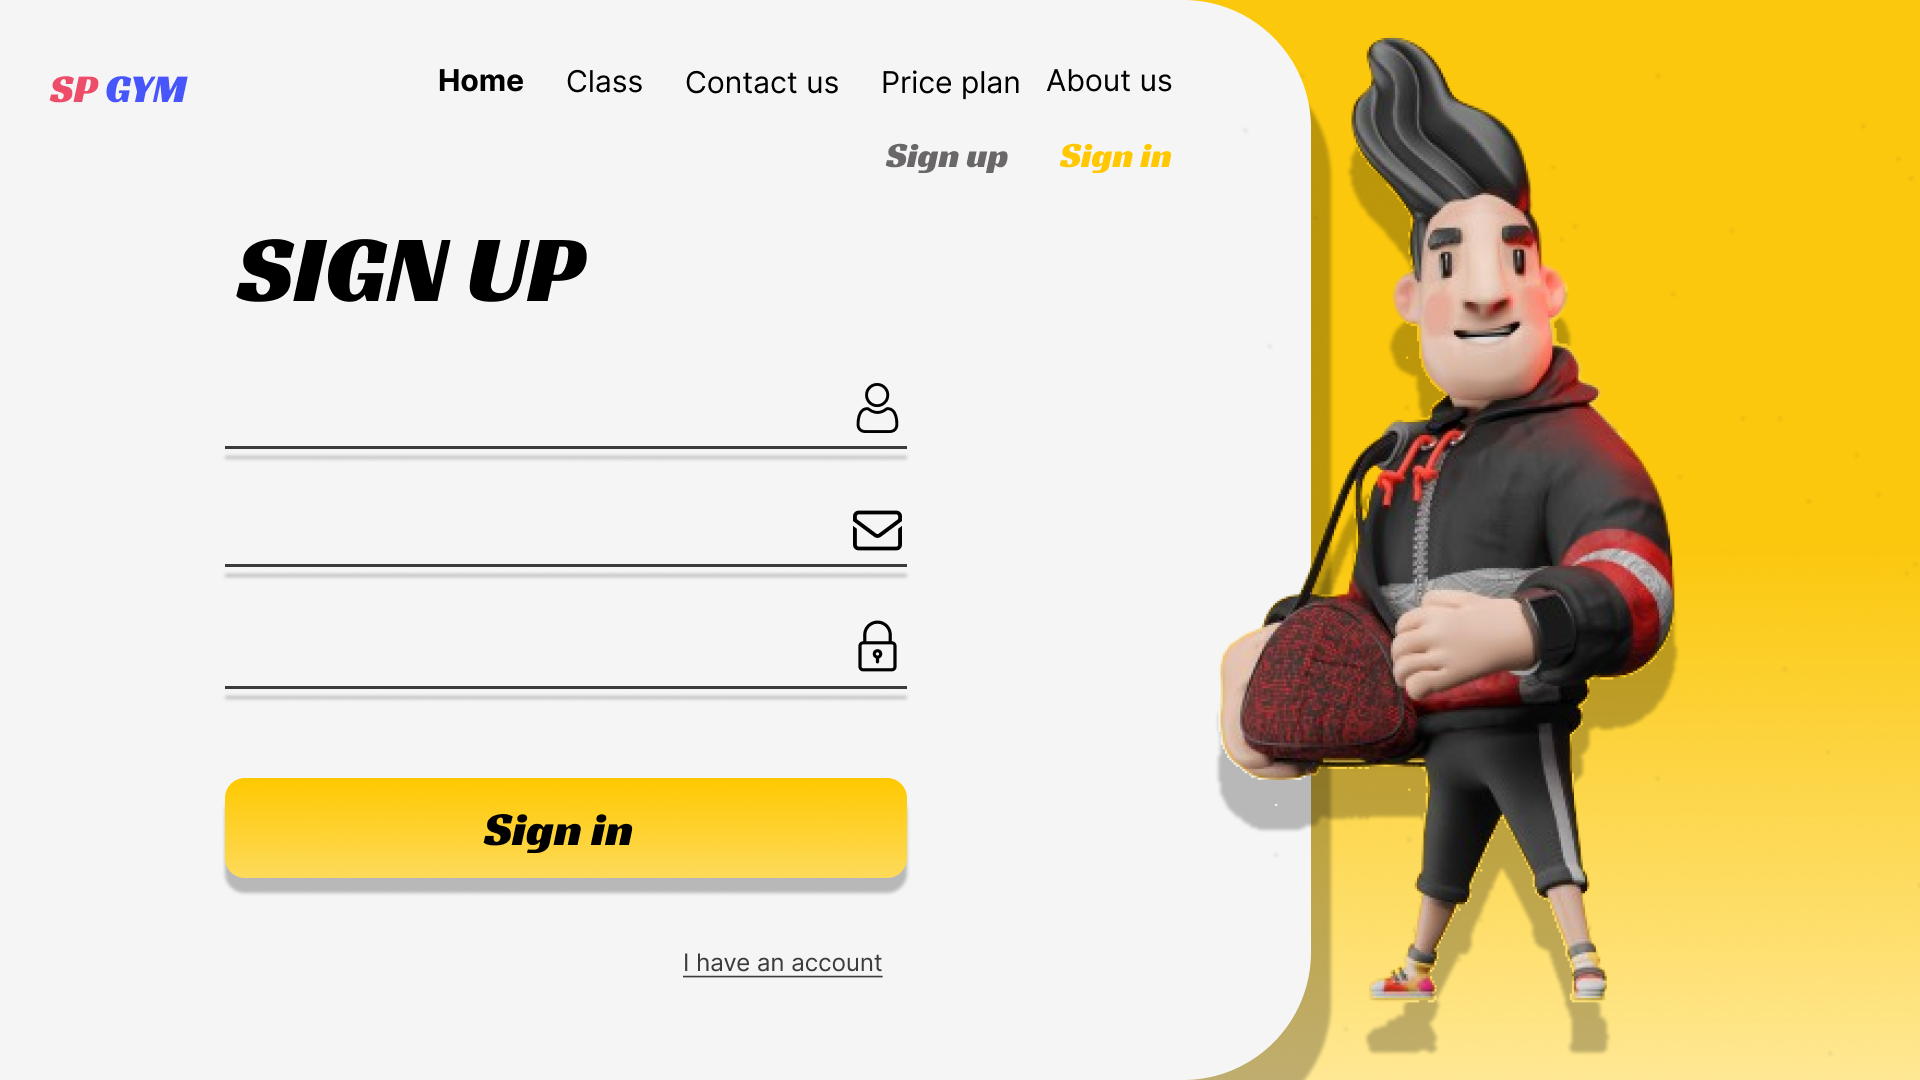 SP GYM
Home Class Contact us Price plan About us
Sign up Sign in
SIGN UP
Sign in
I have an account